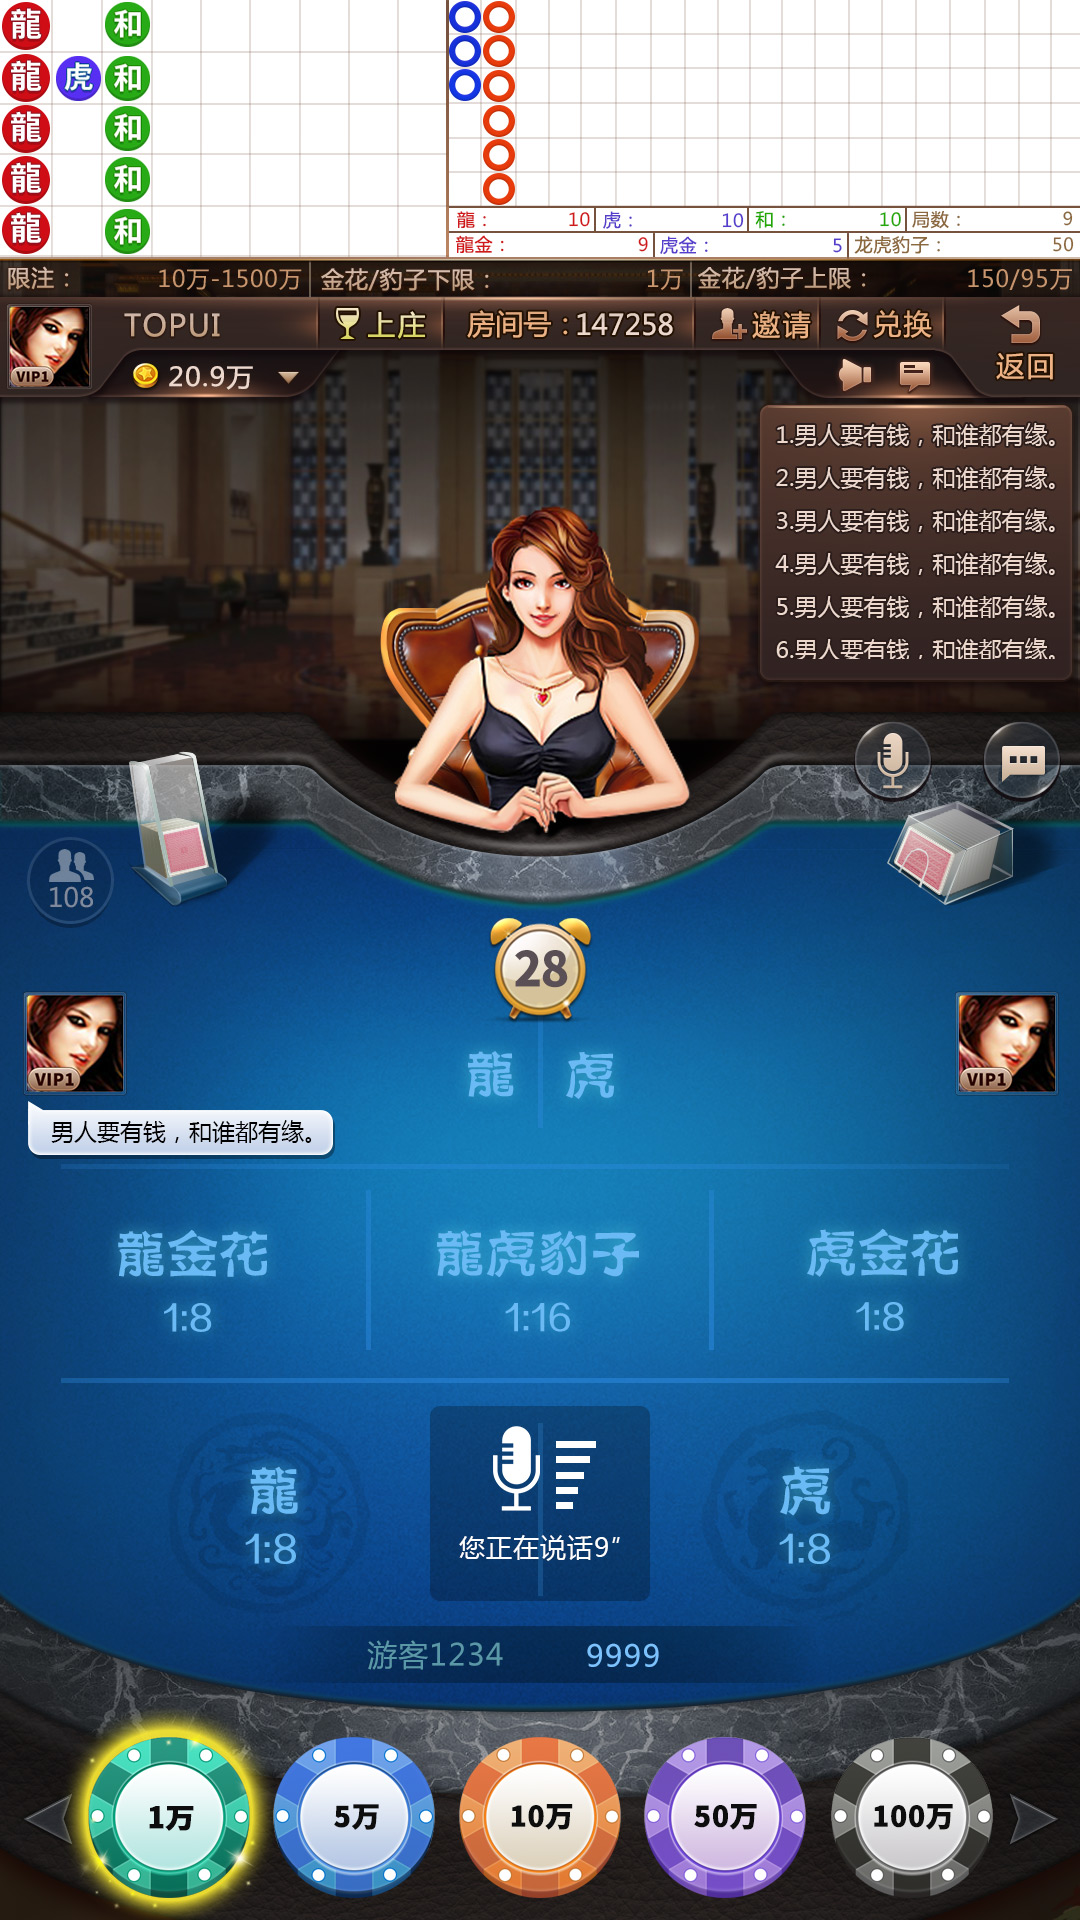 龍 和
龍 虎 和
龍 和
龍 和
龍 和
龍： 10 虎： 10 和： 10 局数： 9
龍金： 9 虎金： 5 龙虎豹子： 50
限注： 10万-1500万 金花/豹子下限： 1万 金花/豹子上限： 150/95万
TOPUI 上庄 房间号：147258 邀请 兑换
返回
VIP1 20.9万
1.男人要有钱，和谁都有缘。
2.男人要有钱，和谁都有缘。
3.男人要有钱，和谁都有缘。
4.男人要有钱，和谁都有缘。
5.男人要有钱，和谁都有缘。
6.男人要有钱，和谁都有缘。
108
28
龍 虎
VIP1 VIP1
男人要有钱，和谁都有缘。
龍金花 龍虎豹子 虎金花
1:8 1:16 1:8
龍 虎
1:8 您正在说话9" 1:8
游客1234 9999
1万 5万 10万 50万 100万